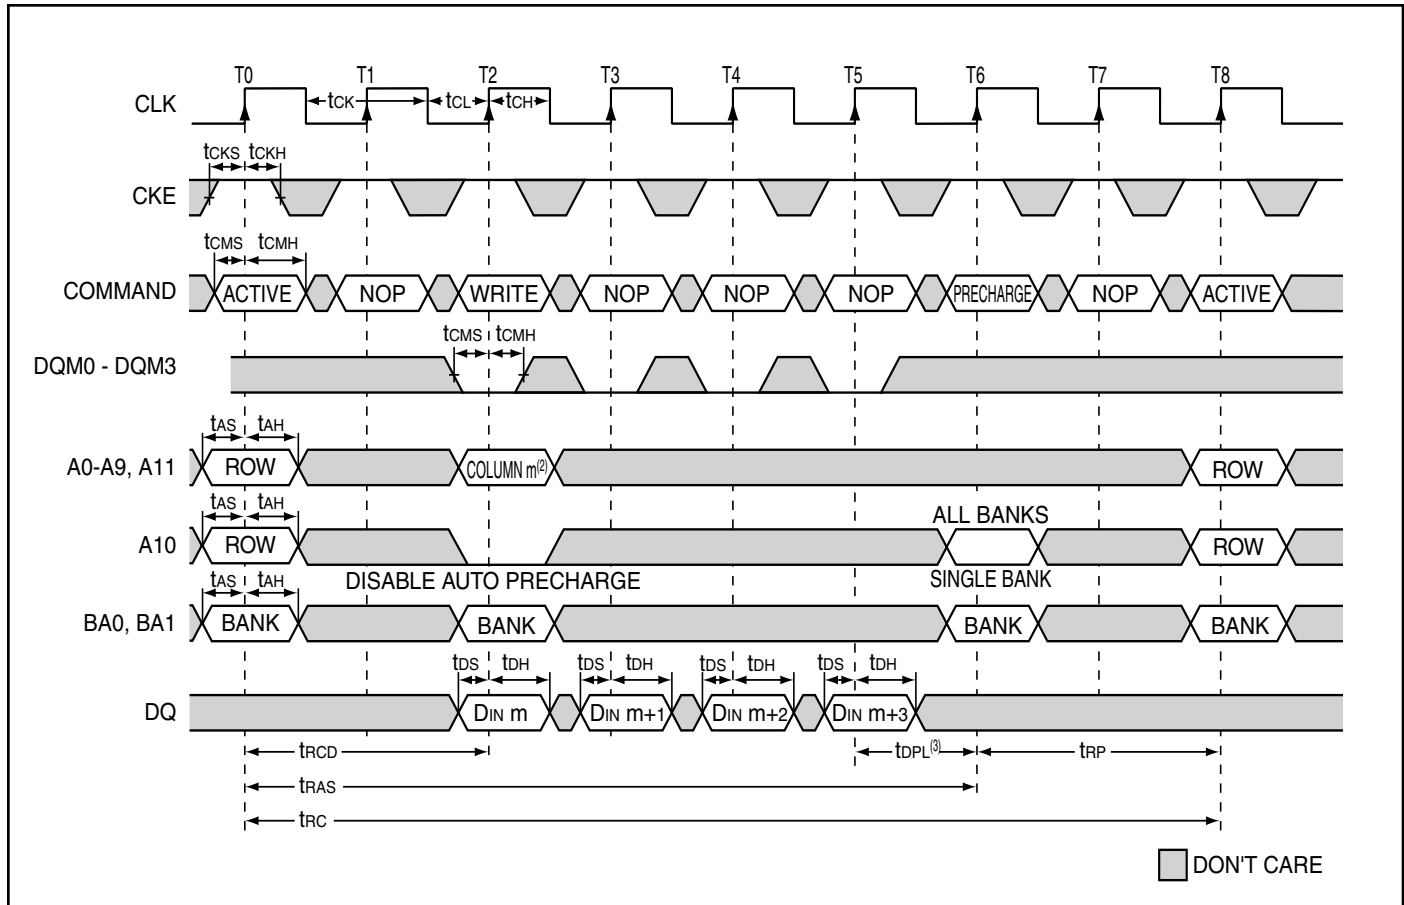 T0 T1 T2 T3 T4 T5 T6 T7 T8
CLK tCK tCL tCH
tCKS tCKH
CKE
tCMS tCMH
COMMAND ACTIVE NOP WRITE NOP NOP NOP PRECHARGE NOP ACTIVE
tCMS tCMH
DQM0 - DQM3
tAS tAH
A0-A9, A11 ROW COLUMN m(2) ROW
tAS tAH ALL BANKS
A10 ROW ROW
tAS tAH DISABLE AUTO PRECHARGE SINGLE BANK
BA0, BA1 BANK BANK BANK BANK
tDS tDH tDS tDH tDS tDH tDS tDH
DQ DIN m DIN m+1 DIN m+2 DIN m+3
tRCD tDPL(3) tRP
tRAS
tRC
DON'T CARE